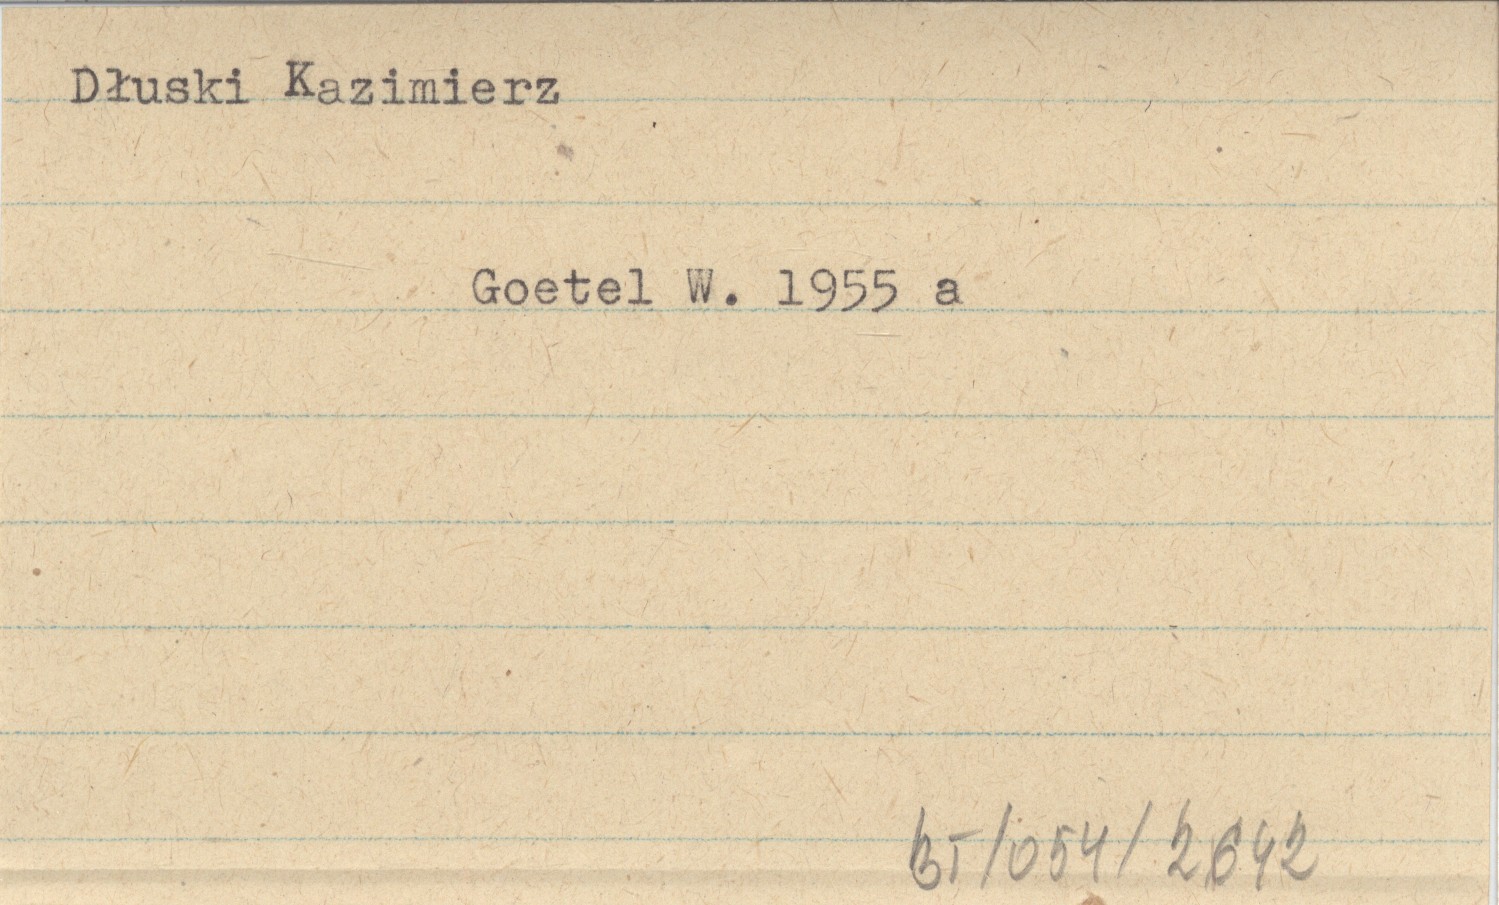 Dłuski Kazimierz
Goetel W. 1955 a
BT/054/2642